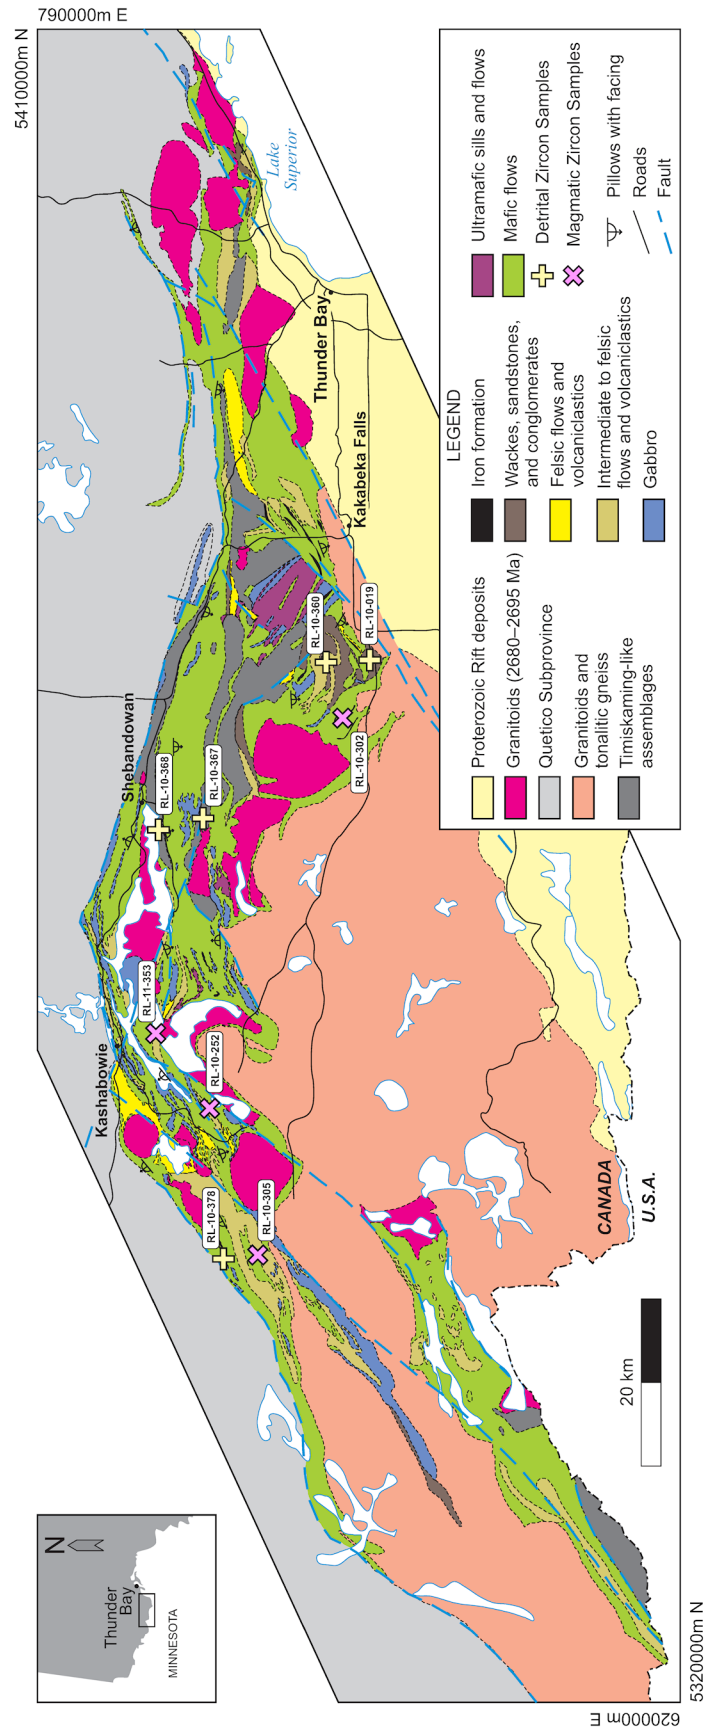 790000m E
5410000m N
Lake
Superior
Thunder Bay
Kakabeka Falls
RL-10-360
RL-10-019
Shebandowan
RL-10-368
RL-10-367
RL-10-302
RL-11-353
RL-10-252
Kashabowie
RL-10-378
RL-10-305
CANADA
U.S.A.
20 km
N
Thunder
Bay
MINNESOTA
5320000m N
620000m E
LEGEND
Proterozoic Rift deposits
Granitoids (2680–2695 Ma)
Quetico Subprovince
Granitoids and
tonalitic gneiss
Timiskaming-like
assemblages
Iron formation
Wackes, sandstones,
and conglomerates
Felsic flows and
volcaniclastics
Intermediate to felsic
flows and volcaniclastics
Gabbro
Ultramafic sills and flows
Mafic flows
Detrital Zircon Samples
Magmatic Zircon Samples
Pillows with facing
Roads
Fault